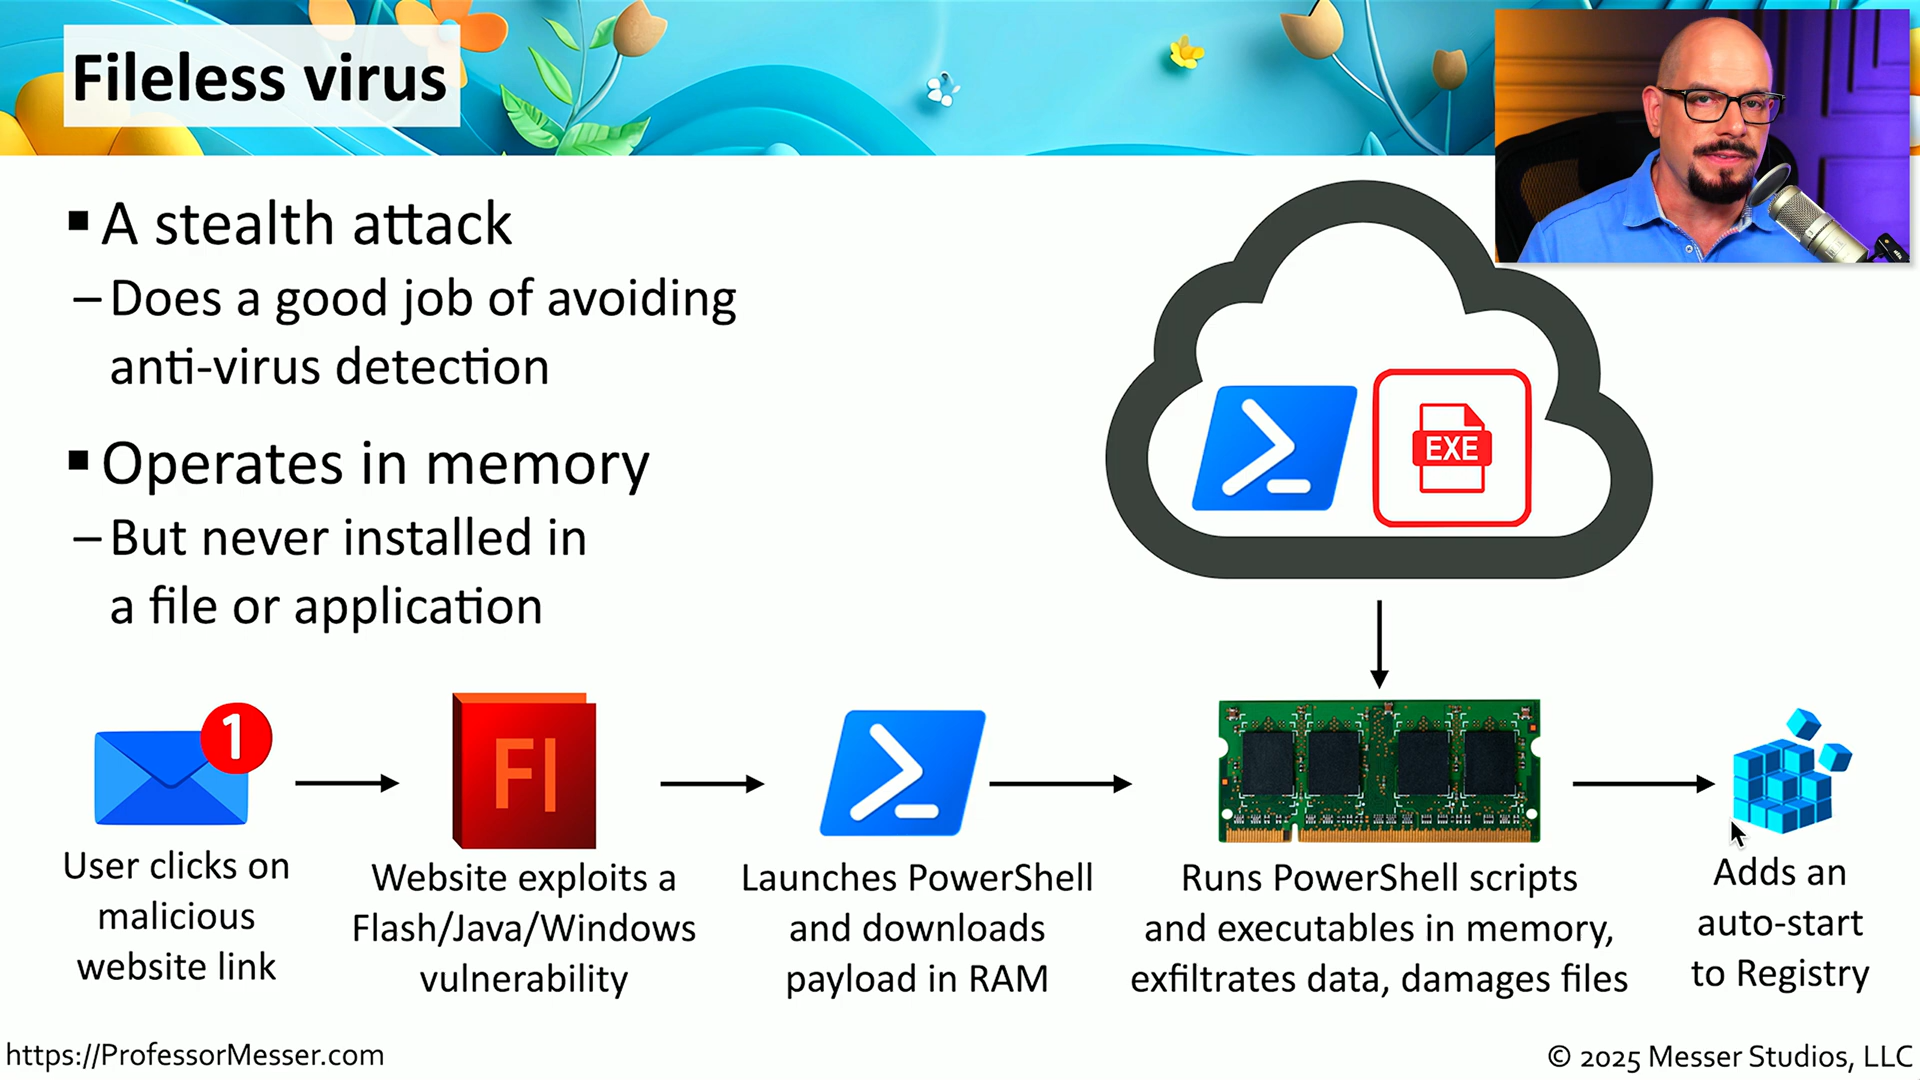 Fileless virus
▪ A stealth attack
– Does a good job of avoiding
anti-virus detection
▪ Operates in memory
– But never installed in
a file or application
EXE
1
Fl
User clicks on
malicious
website link
Website exploits a
Flash/Java/Windows
vulnerability
Launches PowerShell
and downloads
payload in RAM
Runs PowerShell scripts
and executables in memory,
exfiltrates data, damages files
Adds an
auto-start
to Registry
https://ProfessorMesser.com
© 2025 Messer Studios, LLC